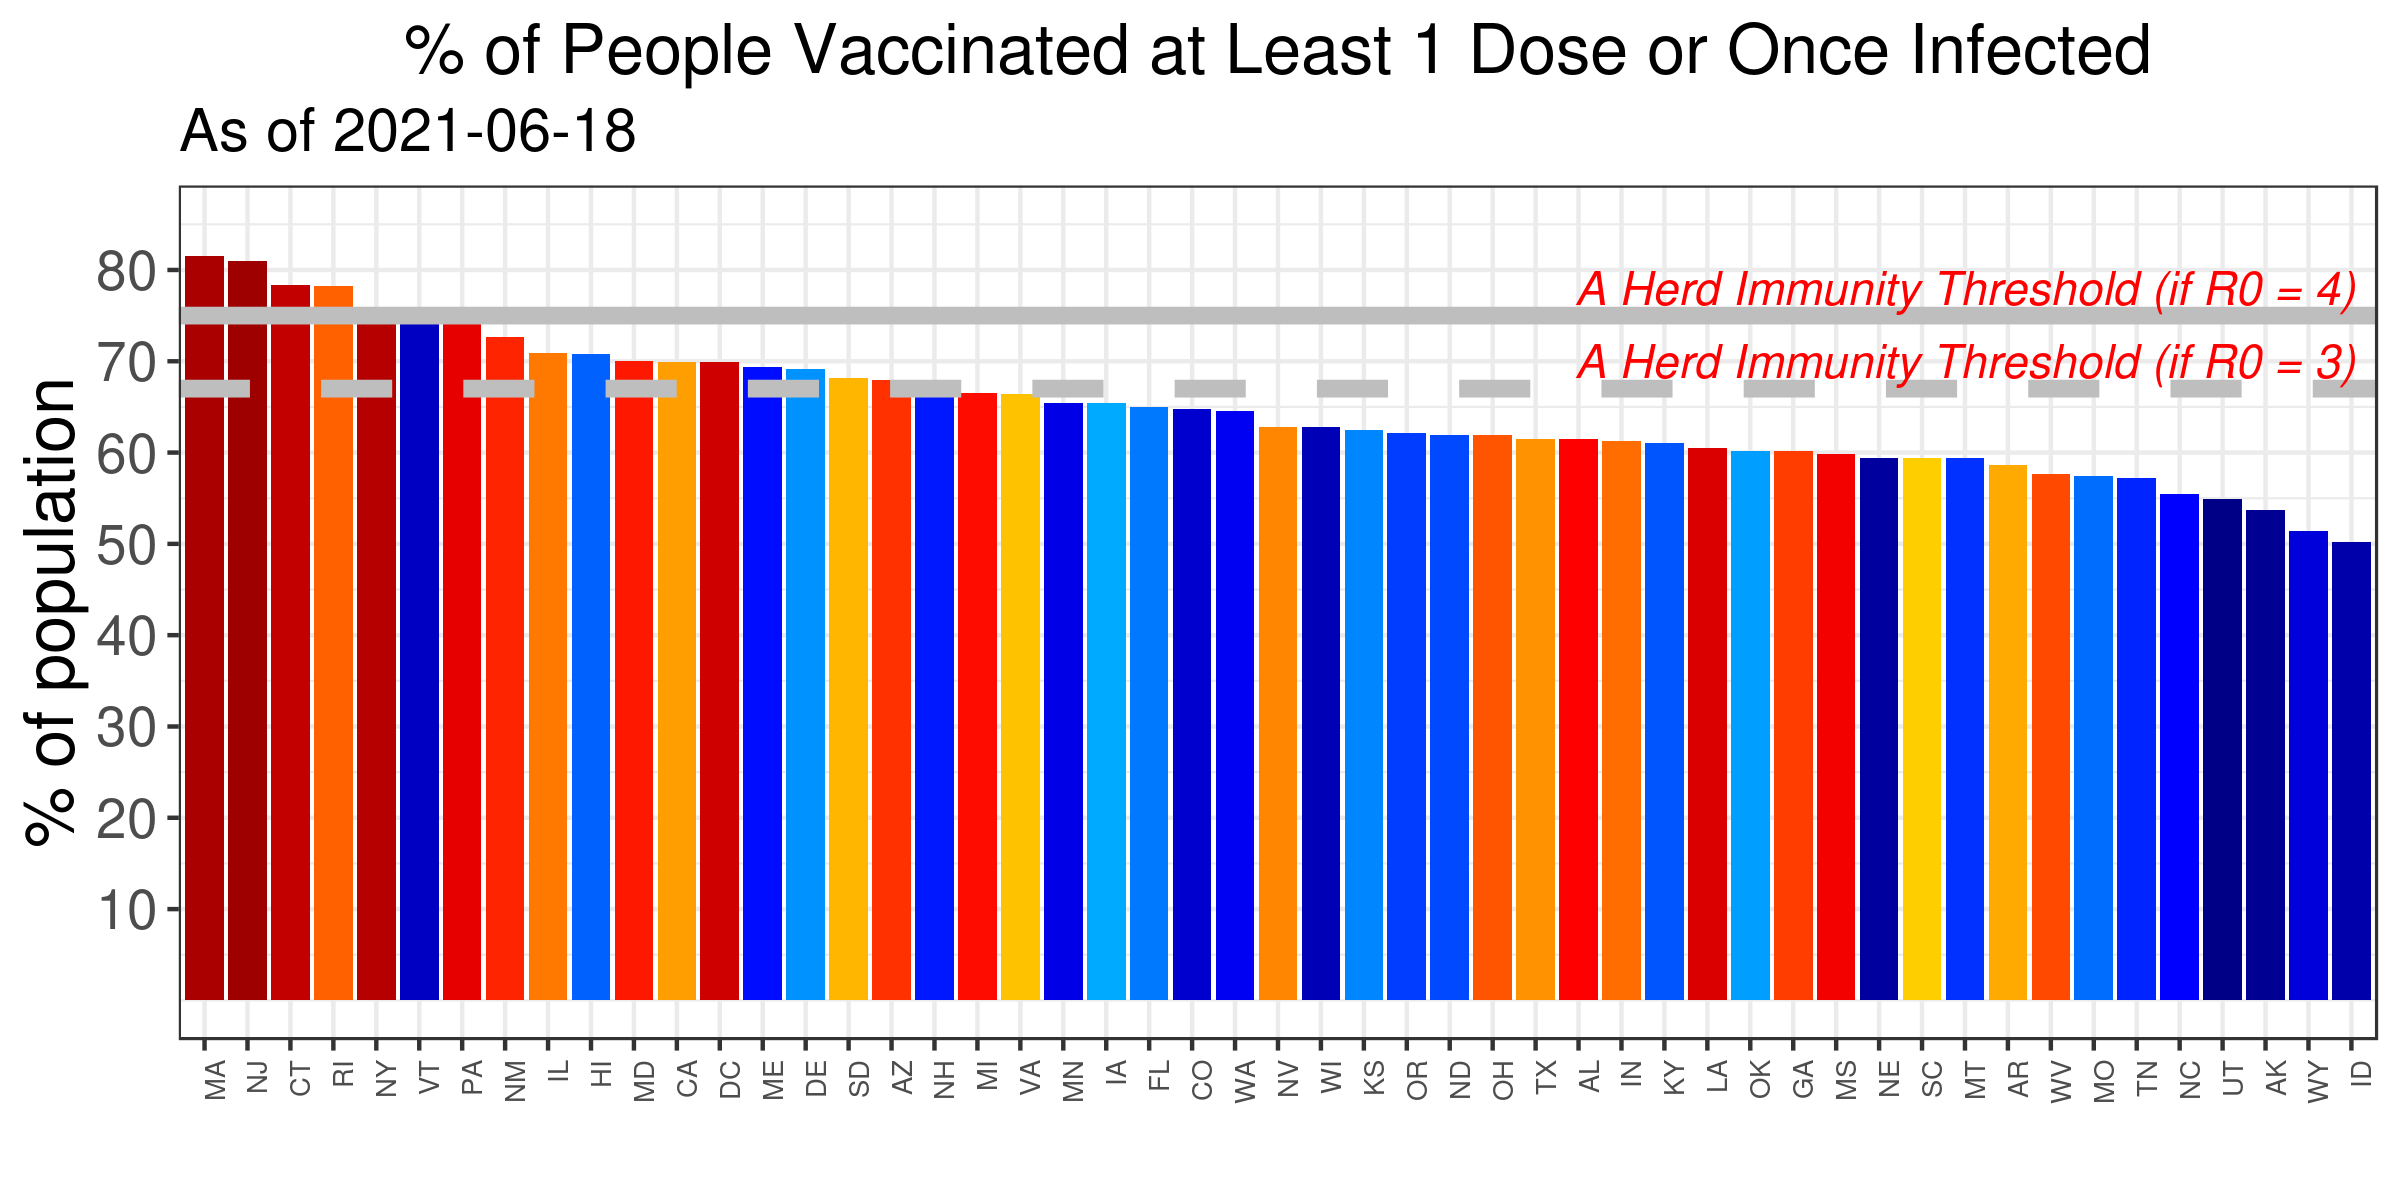 % of People Vaccinated at Least 1 Dose or Once Infected
As of 2021-06-18
% of population
80
70
60
50
40
30
20
10
A Herd Immunity Threshold (if R0 = 4)
A Herd Immunity Threshold (if R0 = 3)
MA
NJ
CT
RI
NY
VT
PA
NM
IL
HI
MD
CA
DC
ME
DE
SD
AZ
NH
MI
VA
MN
IA
FL
CO
WA
NV
WI
KS
OR
ND
OH
TX
AL
IN
KY
LA
OK
GA
MS
NE
SC
MT
AR
WV
MO
TN
NC
UT
AK
WY
ID